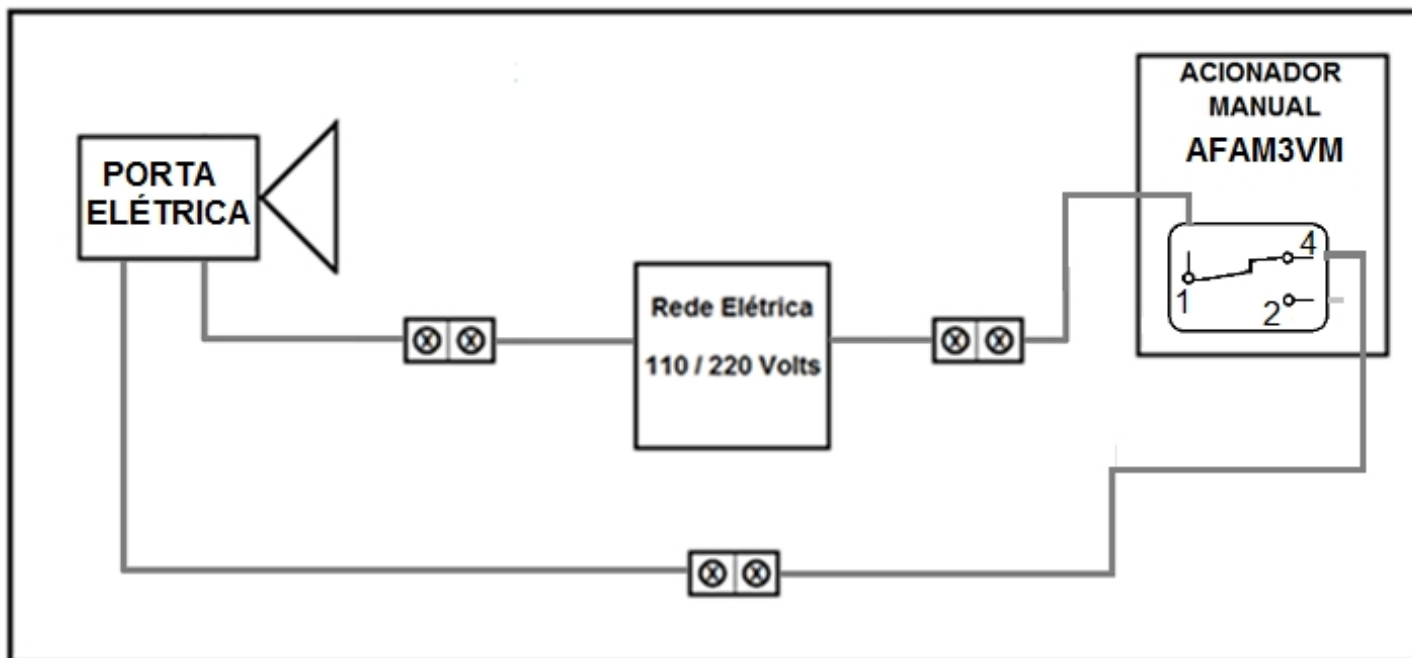 ACIONADOR
MANUAL
AFAM3VM
PORTA
ELÉTRICA
4
1
2
Rede Elétrica
110 / 220 Volts